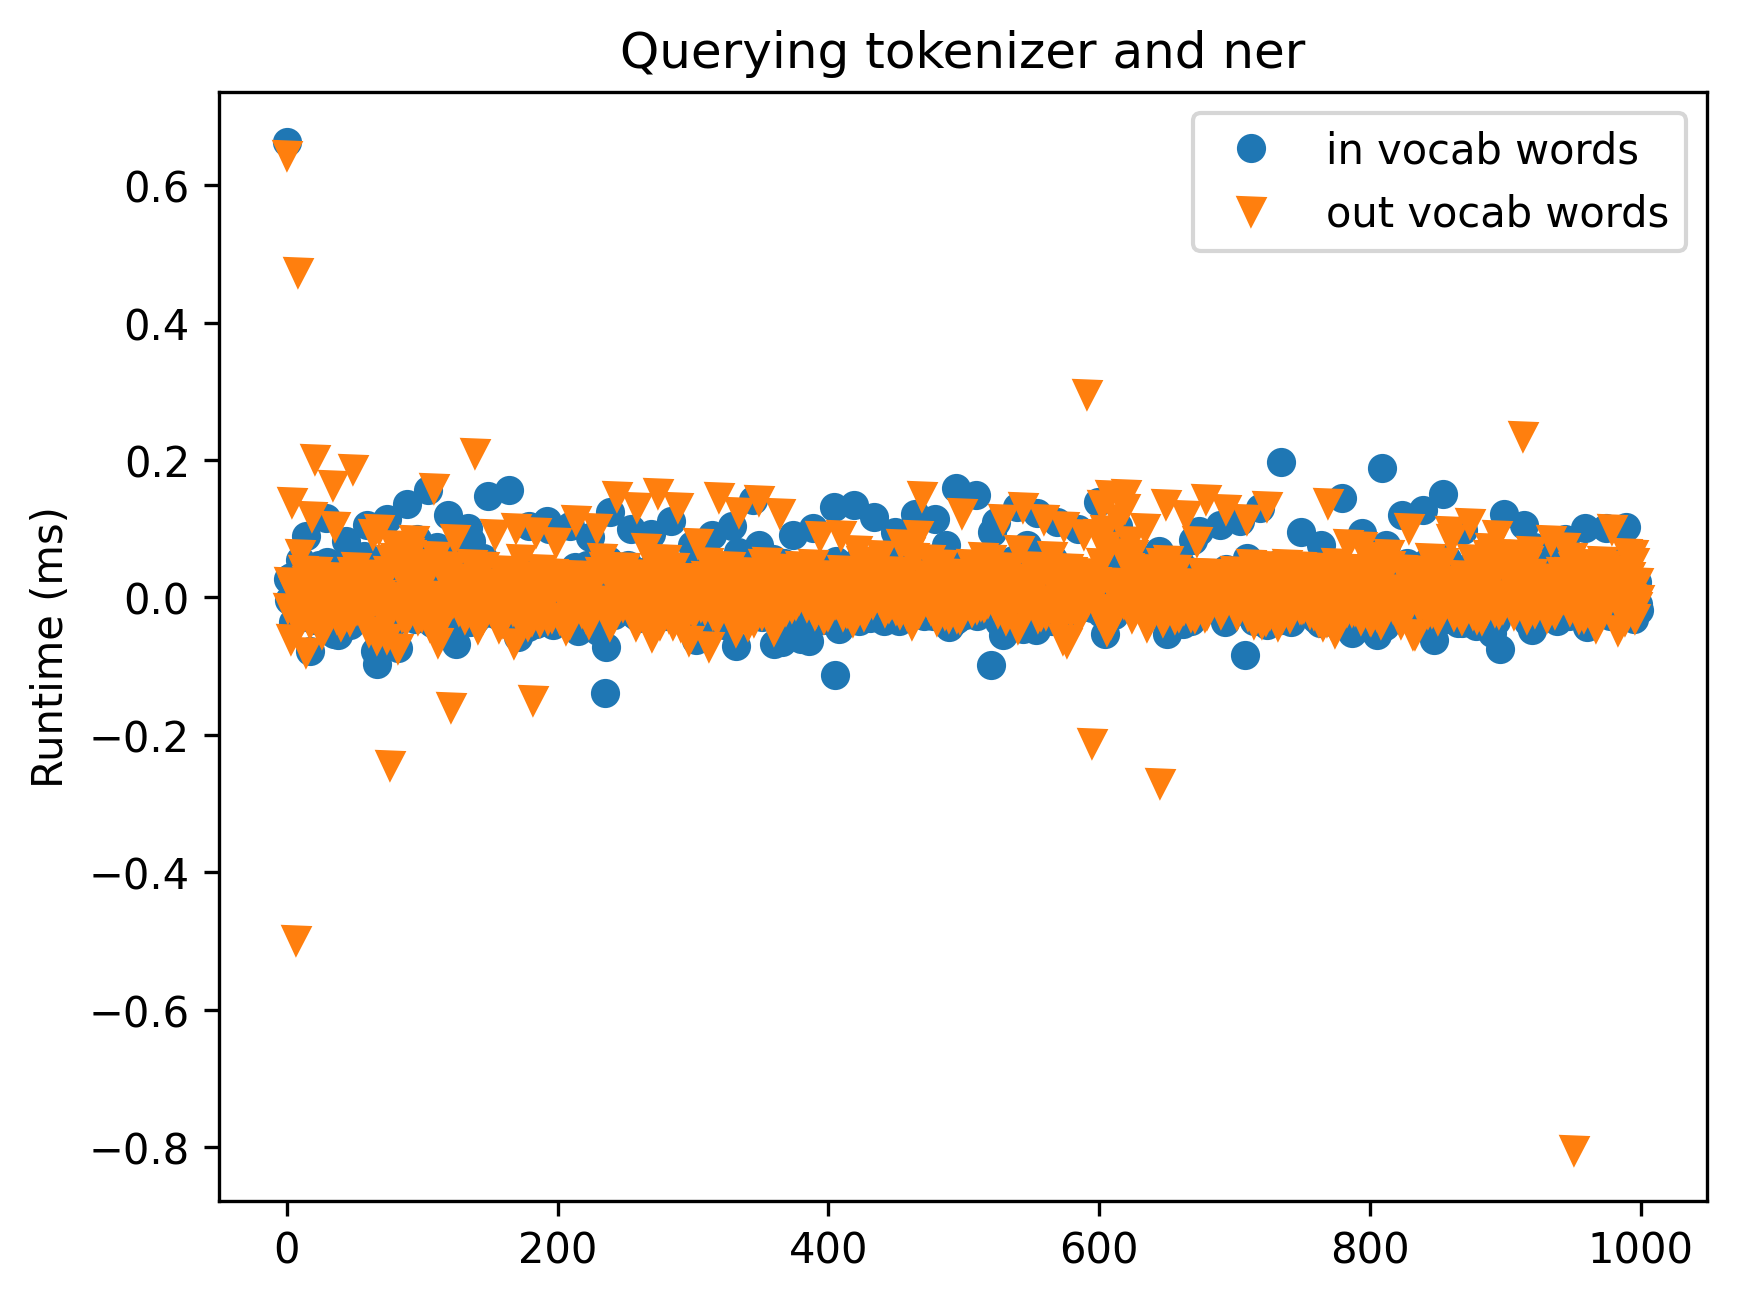 Querying tokenizer and ner
in vocab words
out vocab words
Runtime (ms)
0.6
0.4
0.2
0.0
−0.2
−0.4
−0.6
−0.8
0 200 400 600 800 1000